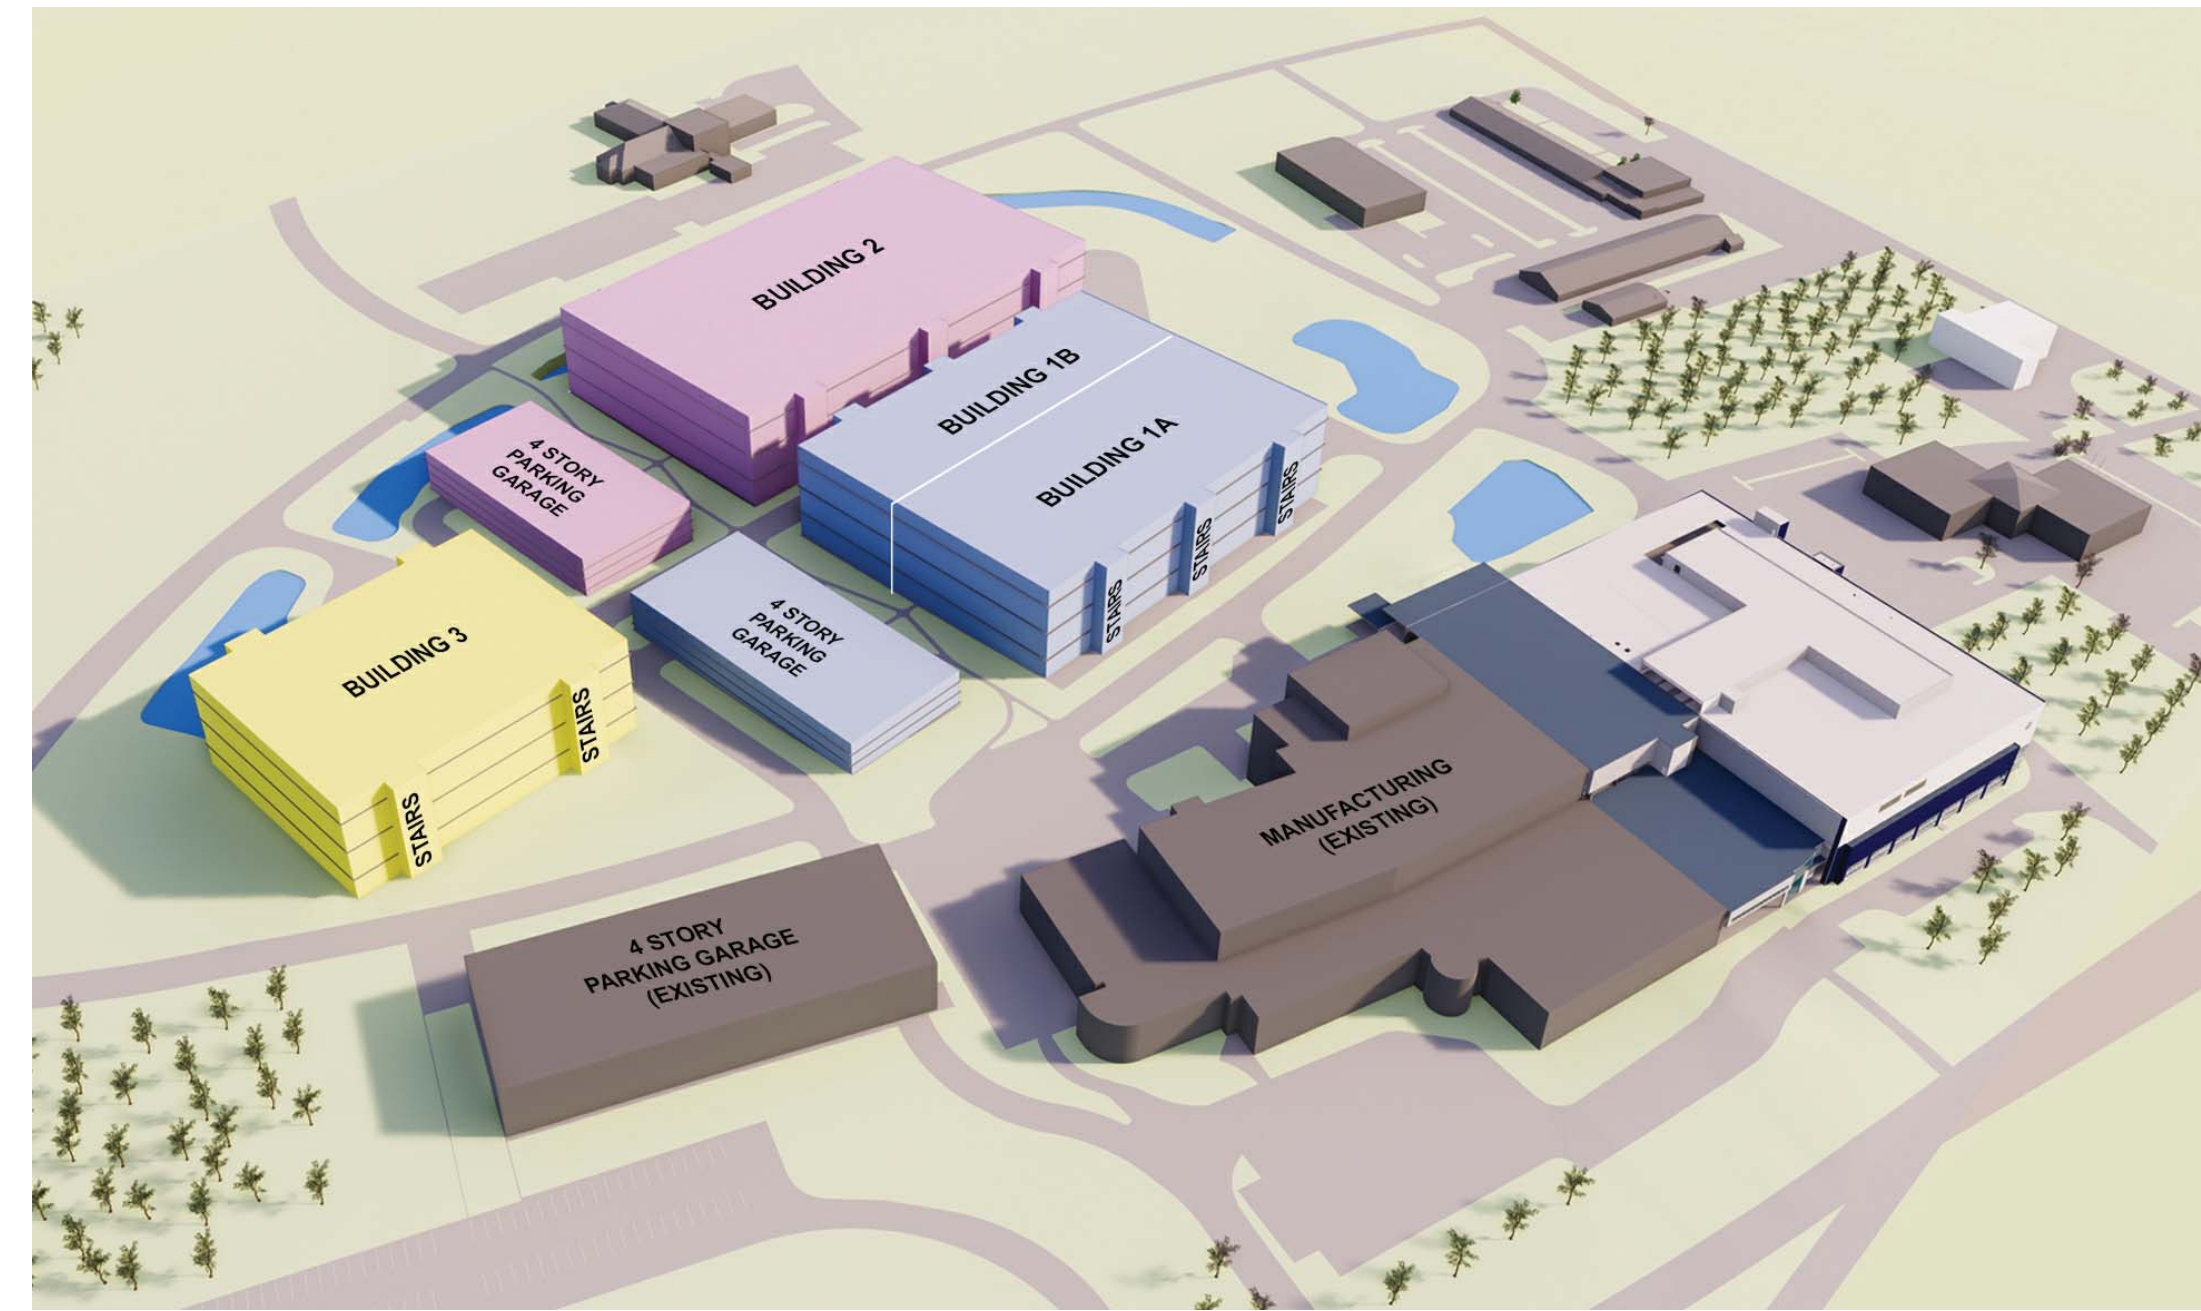 BUILDING 2
BUILDING 1B
BUILDING 1A
STAIRS
STAIRS
STAIRS
4 STORY
PARKING
GARAGE
4 STORY
PARKING
GARAGE
BUILDING 3
STAIRS
STAIRS
MANUFACTURING
(EXISTING)
4 STORY
PARKING GARAGE
(EXISTING)